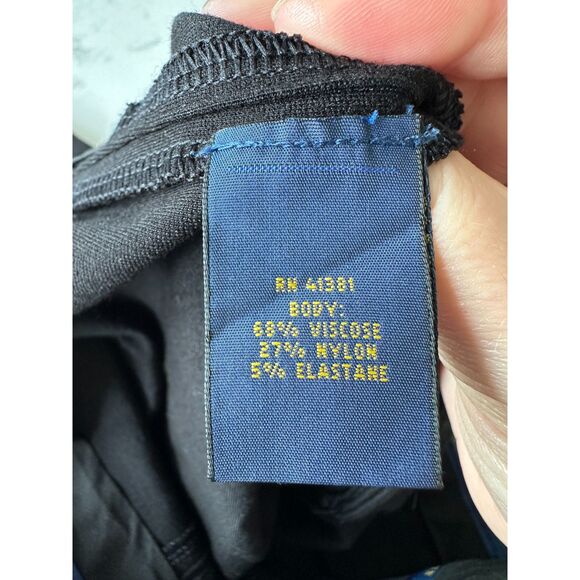 RN 41381
BODY:
68% VISCOSE
27% NYLON
5% ELASTANE